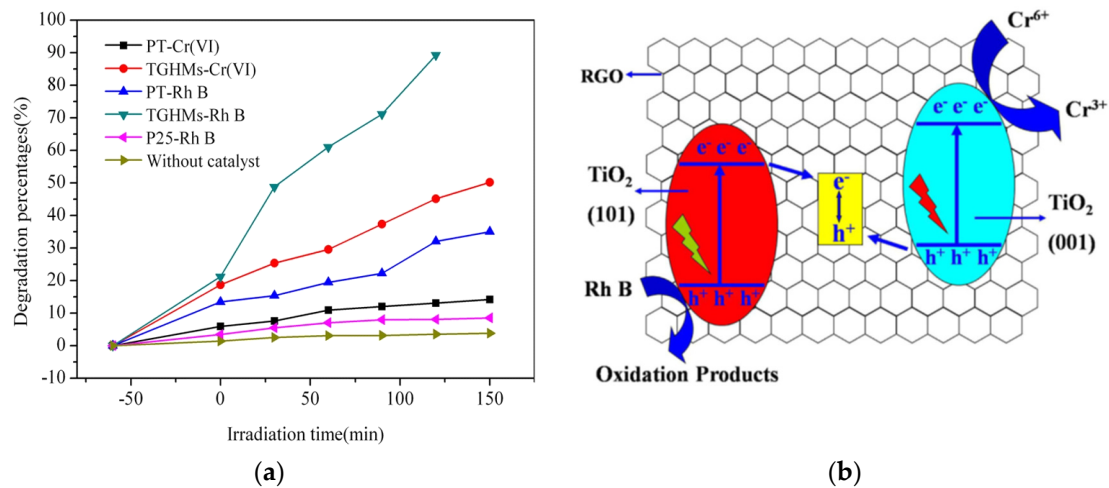 100
90
80
70
60
50
40
30
20
10
0
-10
Degradation percentages(%)
PT-Cr(VI)
TGHMs-Cr(VI)
PT-Rh B
TGHMs-Rh B
P25-Rh B
Without catalyst
-50 0 50 100 150
Irradiation time(min)
(a)
Cr⁶⁺
RGO
e⁻ e⁻ e⁻
Cr³⁺
e⁻ e⁻ e⁻
TiO₂
(101)
e⁻
h⁺
TiO₂
(001)
h⁺ h⁺ h⁺
Rh B
h⁺ h⁺ h⁺
Oxidation Products
(b)